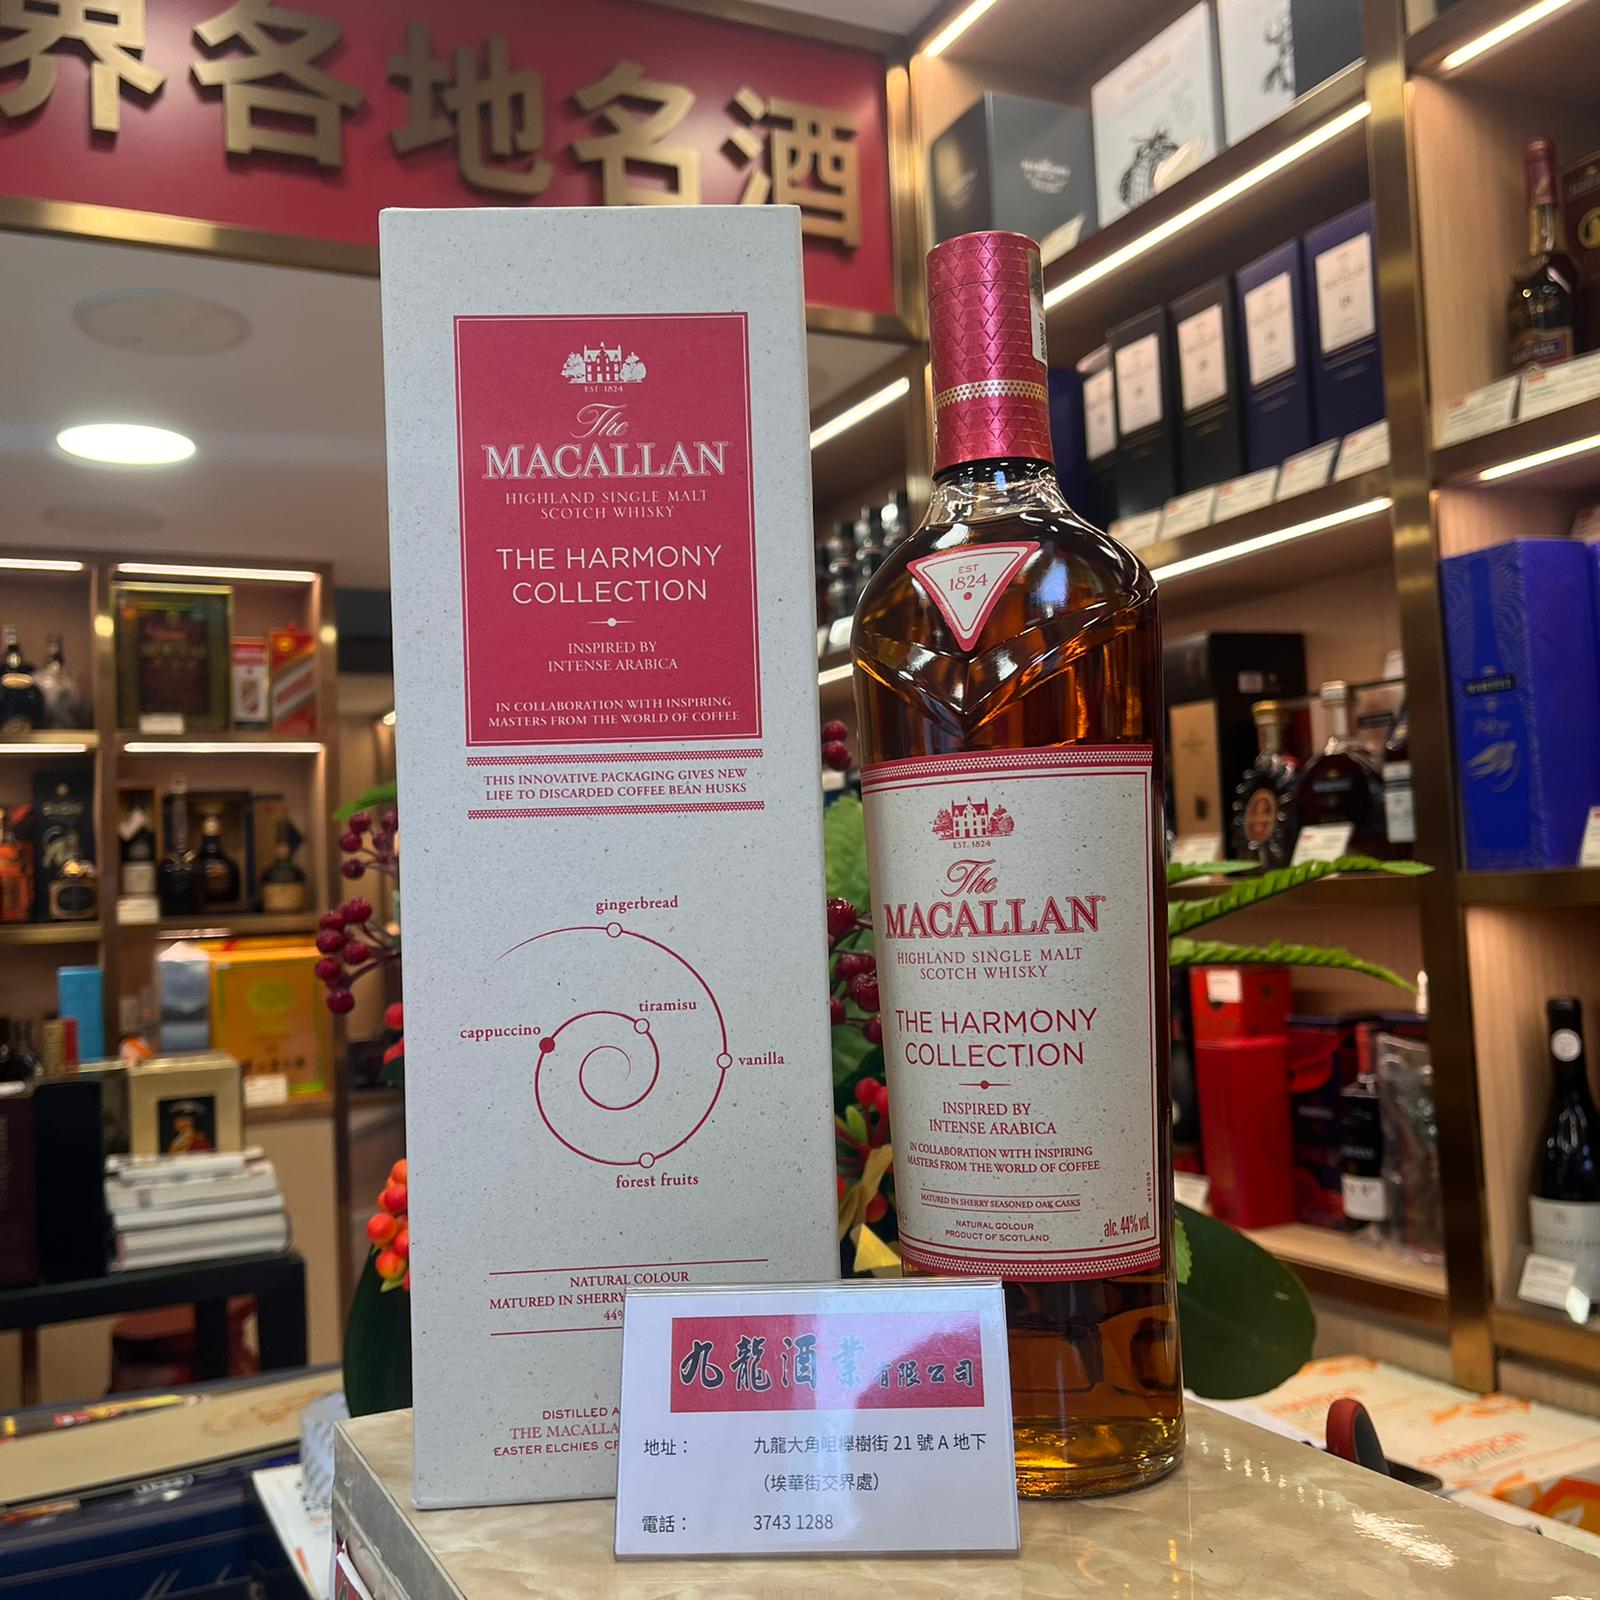 界各地名酒
EST. 1824
The
MACALLAN
HIGHLAND SINGLE MALT
SCOTCH WHISKY
THE HARMONY
COLLECTION
INSPIRED BY
INTENSE ARABICA
IN COLLABORATION WITH INSPIRING
MASTERS FROM THE WORLD OF COFFEE
THIS INNOVATIVE PACKAGING GIVES NEW
LIFE TO DISCARDED COFFEE BEAN HUSKS
gingerbread
tiramisu
cappuccino
vanilla
forest fruits
NATURAL COLOUR
MATURED IN SHERRY
44%
DISTILLED
THE
EASTER ELCHIES
EST
1824
EST. 1824
The
MACALLAN
HIGHLAND SINGLE MALT
SCOTCH WHISKY
THE HARMONY
COLLECTION
INSPIRED BY
INTENSE ARABICA
IN COLLABORATION WITH INSPIRING
MASTERS FROM THE WORLD OF COFFEE
MATURED IN SHERRY SEASONED OAK CASKS
NATURAL COLOUR
PRODUCT OF SCOTLAND
alc. 44% vol
九龍酒業有限公司
地址： 九龍大角咀櫸樹街 21 號 A 地下
（埃華街交界處）
電話： 3743 1288